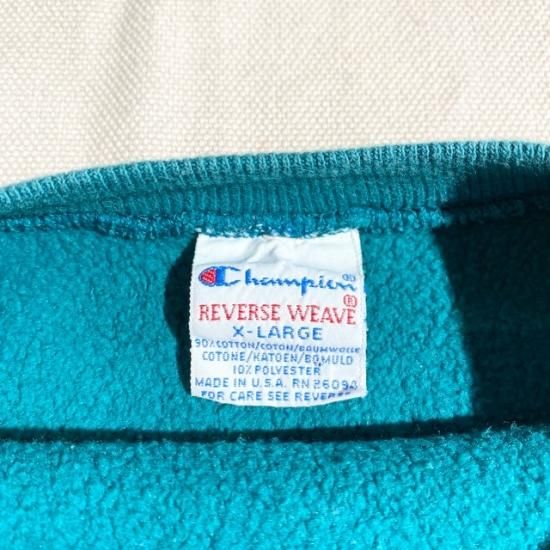 Champion®
REVERSE WEAVE®
X-LARGE
90% COTTON/COTON/BAUMWOLLE
COTONE/KATOEN/BOMULD
10% POLYESTER
MADE IN U.S.A. RN 26094
FOR CARE SEE REVERSE